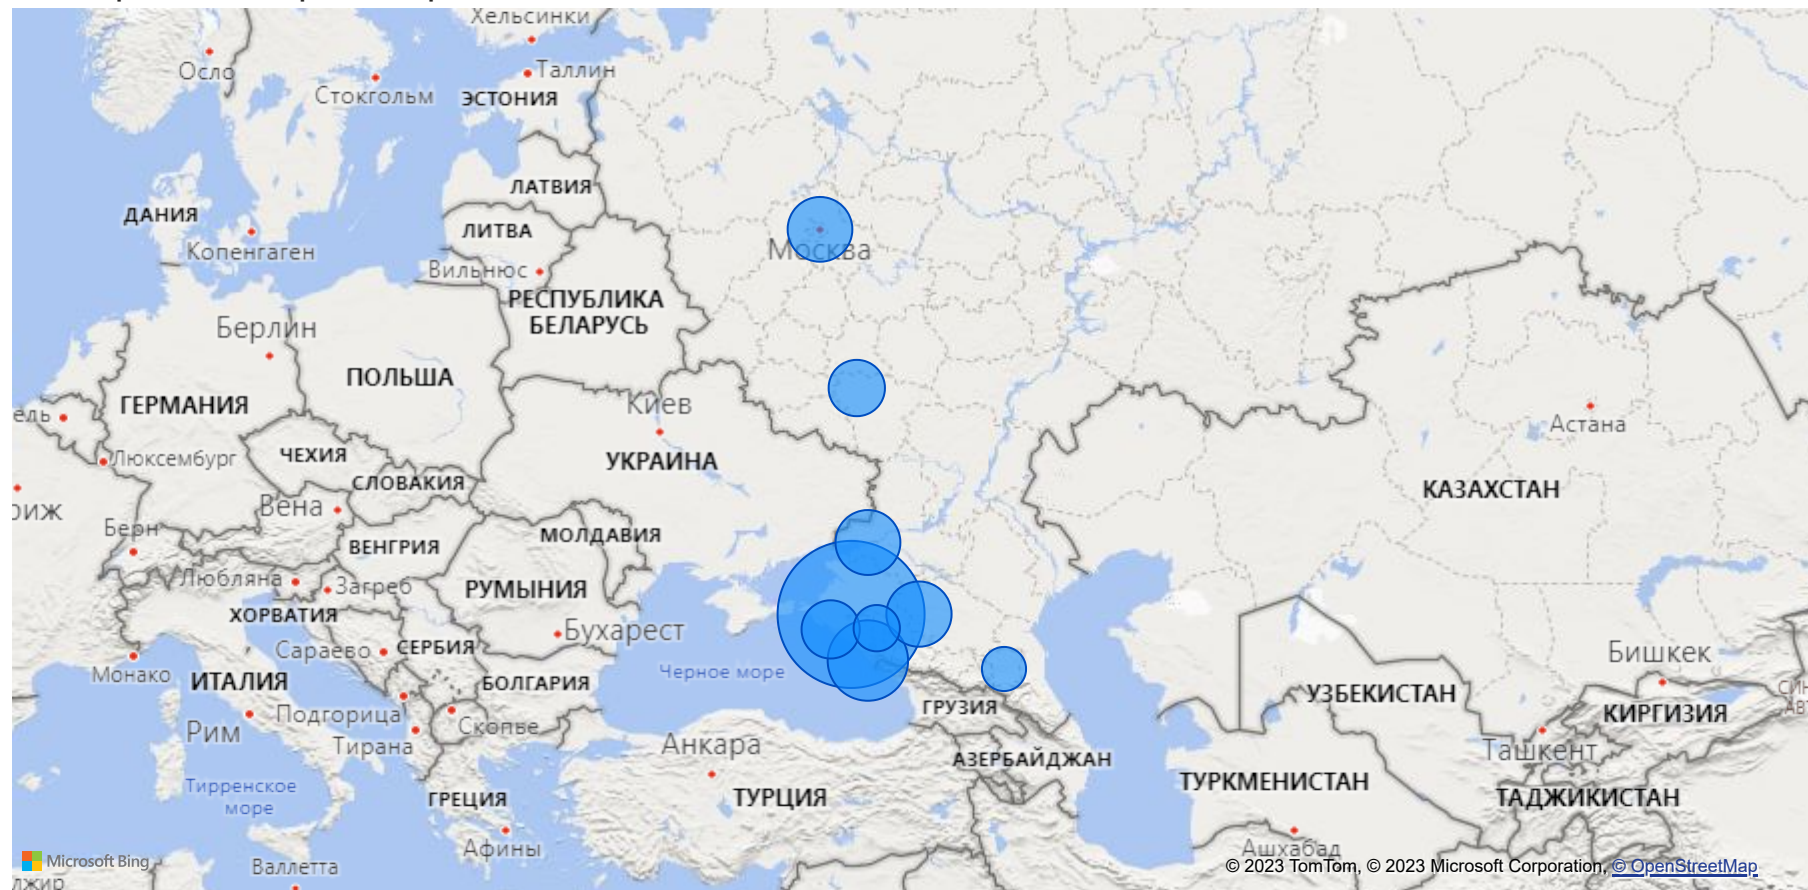 Хельсинки
Осло
Таллин
Стокгольм
ЭСТОНИЯ
ЛАТВИЯ
ДАНИЯ
ЛИТВА
Копенгаген
Москва
Вильнюс
РЕСПУБЛИКА
БЕЛАРУСЬ
Берлин
ПОЛЬША
ГЕРМАНИЯ
Киев
ель
Астана
ЧЕХИЯ
Люксембург
УКРАИНА
СЛОВАКИЯ
КАЗАХСТАН
Вена
риж
Берн
МОЛДАВИЯ
ВЕНГРИЯ
Любляна
Загреб
РУМЫНИЯ
ХОРВАТИЯ
Бухарест
Сараево
СЕРБИЯ
Бишкек
Монако
ИТАЛИЯ
Черное море
БОЛГАРИЯ
УЗБЕКИСТАН
ГРУЗИЯ
КИРГИЗИЯ
Подгорица
Скопье
Рим
Тирана
Анкара
Ташкент
АЗЕРБАЙДЖАН
Тирренское
море
ТУРКМЕНИСТАН
ГРЕЦИЯ
ТУРЦИЯ
ТАДЖИКИСТАН
Афины
Ашхабад
Microsoft Bing
Валлетта
© 2023 TomTom, © 2023 Microsoft Corporation, © OpenStreetMap
лжир